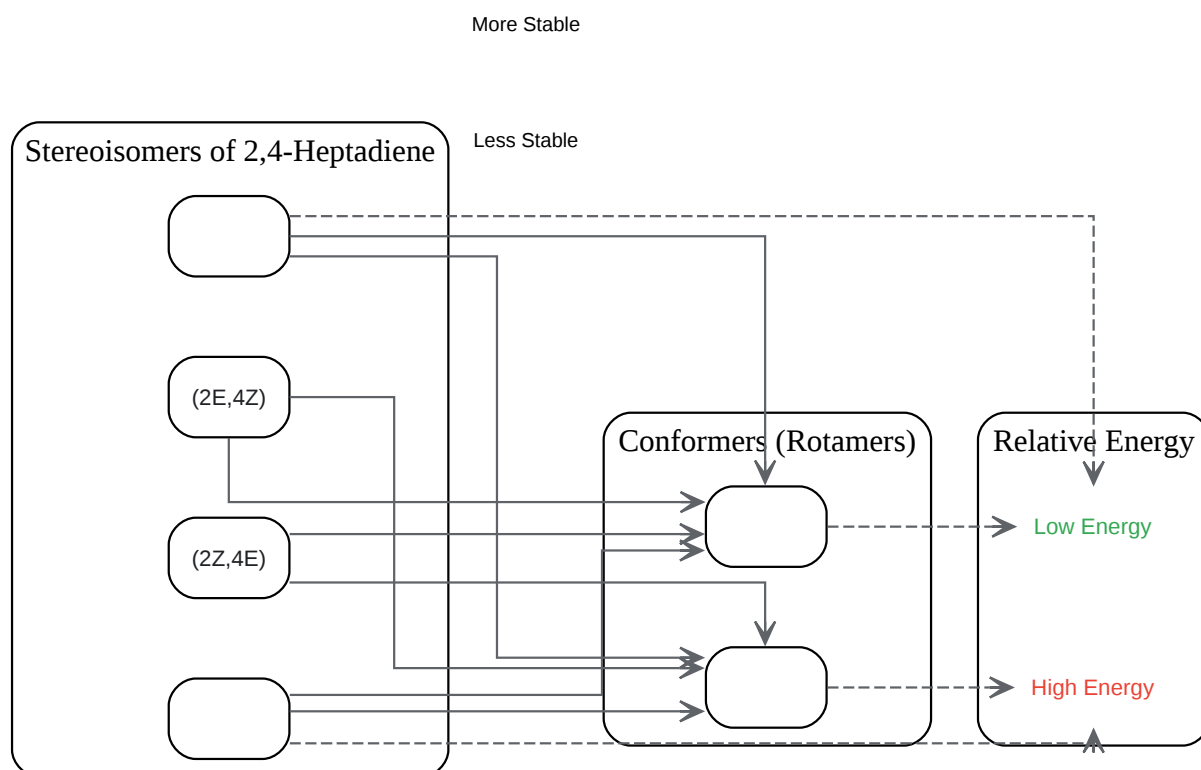 More Stable
Less Stable
Stereoisomers of 2,4-Heptadiene
(2E,4Z)
Conformers (Rotamers)
Relative Energy
Low Energy
(2Z,4E)
High Energy